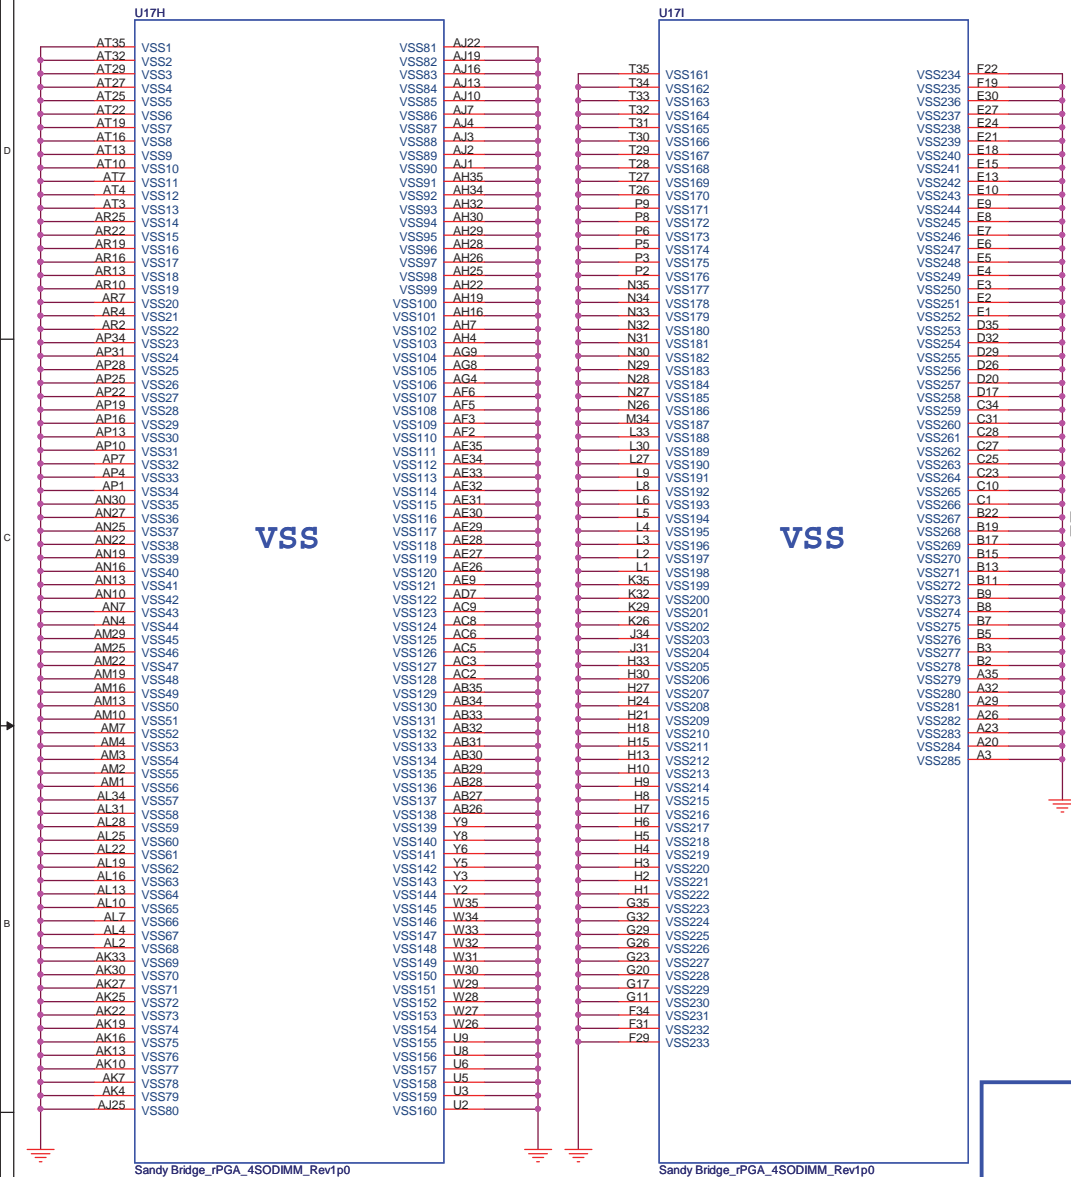 U17H
AT35 VSS1
AT32 VSS2
AT29 VSS3
AT27 VSS4
AT25 VSS5
AT22 VSS6
AT19 VSS7
AT16 VSS8
AT13 VSS9
AT10 VSS10
AT7 VSS11
AT4 VSS12
AT3 VSS13
AR25 VSS14
AR22 VSS15
AR19 VSS16
AR16 VSS17
AR13 VSS18
AR10 VSS19
AR7 VSS20
AR4 VSS21
AR2 VSS22
AP34 VSS23
AP31 VSS24
AP28 VSS25
AP25 VSS26
AP22 VSS27
AP19 VSS28
AP16 VSS29
AP13 VSS30
AP10 VSS31
AP7 VSS32
AP4 VSS33
AP1 VSS34
AN30 VSS35
AN27 VSS36
AN25 VSS37
AN22 VSS38
AN19 VSS39
AN16 VSS40
AN13 VSS41
AN10 VSS42
AN7 VSS43
AN4 VSS44
AM29 VSS45
AM25 VSS46
AM22 VSS47
AM19 VSS48
AM16 VSS49
AM13 VSS50
AM10 VSS51
AM7 VSS52
AM4 VSS53
AM3 VSS54
AM2 VSS55
AM1 VSS56
AL34 VSS57
AL31 VSS58
AL28 VSS59
AL25 VSS60
AL22 VSS61
AL19 VSS62
AL16 VSS63
AL13 VSS64
AL10 VSS65
AL7 VSS66
AL4 VSS67
AL2 VSS68
AK33 VSS69
AK30 VSS70
AK27 VSS71
AK25 VSS72
AK22 VSS73
AK19 VSS74
AK16 VSS75
AK13 VSS76
AK10 VSS77
AK7 VSS78
AK4 VSS79
AJ25 VSS80
VSS
VSS81 AJ22
VSS82 AJ19
VSS83 AJ16
VSS84 AJ13
VSS85 AJ10
VSS86 AJ7
VSS87 AJ4
VSS88 AJ3
VSS89 AJ2
VSS90 AJ1
VSS91 AH35
VSS92 AH34
VSS93 AH32
VSS94 AH30
VSS95 AH29
VSS96 AH28
VSS97 AH26
VSS98 AH25
VSS99 AH22
VSS100 AH19
VSS101 AH16
VSS102 AH7
VSS103 AH4
VSS104 AG9
VSS105 AG8
VSS106 AG4
VSS107 AF6
VSS108 AF5
VSS109 AF3
VSS110 AF2
VSS111 AE35
VSS112 AE34
VSS113 AE33
VSS114 AE32
VSS115 AE31
VSS116 AE30
VSS117 AE29
VSS118 AE28
VSS119 AE27
VSS120 AE26
VSS121 AE9
VSS122 AD7
VSS123 AC9
VSS124 AC8
VSS125 AC6
VSS126 AC5
VSS127 AC3
VSS128 AC2
VSS129 AB35
VSS130 AB34
VSS131 AB33
VSS132 AB32
VSS133 AB31
VSS134 AB30
VSS135 AB29
VSS136 AB28
VSS137 AB27
VSS138 AB26
VSS139 Y9
VSS140 Y8
VSS141 Y6
VSS142 Y5
VSS143 Y3
VSS144 Y2
VSS145 W35
VSS146 W34
VSS147 W33
VSS148 W32
VSS149 W31
VSS150 W30
VSS151 W29
VSS152 W28
VSS153 W27
VSS154 W26
VSS155 U9
VSS156 U8
VSS157 U6
VSS158 U5
VSS159 U3
VSS160 U2
Sandy Bridge_rPGA_4SODIMM_Rev1p0
U17I
T35 VSS161
T34 VSS162
T33 VSS163
T32 VSS164
T31 VSS165
T30 VSS166
T29 VSS167
T28 VSS168
T27 VSS169
T26 VSS170
P9 VSS171
P8 VSS172
P6 VSS173
P5 VSS174
P3 VSS175
P2 VSS176
N35 VSS177
N34 VSS178
N33 VSS179
N32 VSS180
N31 VSS181
N30 VSS182
N29 VSS183
N28 VSS184
N27 VSS185
N26 VSS186
M34 VSS187
L33 VSS188
L30 VSS189
L27 VSS190
L9 VSS191
L8 VSS192
L6 VSS193
L5 VSS194
L4 VSS195
L3 VSS196
L2 VSS197
L1 VSS198
K35 VSS199
K32 VSS200
K29 VSS201
K26 VSS202
J34 VSS203
J31 VSS204
H33 VSS205
H30 VSS206
H27 VSS207
H24 VSS208
H21 VSS209
H18 VSS210
H15 VSS211
H13 VSS212
H10 VSS213
H9 VSS214
H8 VSS215
H7 VSS216
H6 VSS217
H5 VSS218
H4 VSS219
H3 VSS220
H2 VSS221
H1 VSS222
G35 VSS223
G32 VSS224
G29 VSS225
G26 VSS226
G23 VSS227
G20 VSS228
G17 VSS229
G11 VSS230
F34 VSS231
F31 VSS232
F29 VSS233
VSS
VSS234 F22
VSS235 F19
VSS236 E30
VSS237 E27
VSS238 E24
VSS239 E21
VSS240 E18
VSS241 E15
VSS242 E13
VSS243 E10
VSS244 E9
VSS245 E8
VSS246 E7
VSS247 E6
VSS248 E5
VSS249 E4
VSS250 E3
VSS251 E2
VSS252 E1
VSS253 D35
VSS254 D32
VSS255 D29
VSS256 D26
VSS257 D20
VSS258 D17
VSS259 C34
VSS260 C31
VSS261 C28
VSS262 C27
VSS263 C25
VSS264 C23
VSS265 C10
VSS266 C1
VSS267 B22
VSS268 B19
VSS269 B17
VSS270 B15
VSS271 B13
VSS272 B11
VSS273 B9
VSS274 B8
VSS275 B7
VSS276 B5
VSS277 B3
VSS278 B2
VSS279 A35
VSS280 A32
VSS281 A29
VSS282 A26
VSS283 A23
VSS284 A20
VSS285 A3
Sandy Bridge_rPGA_4SODIMM_Rev1p0
D
C
B